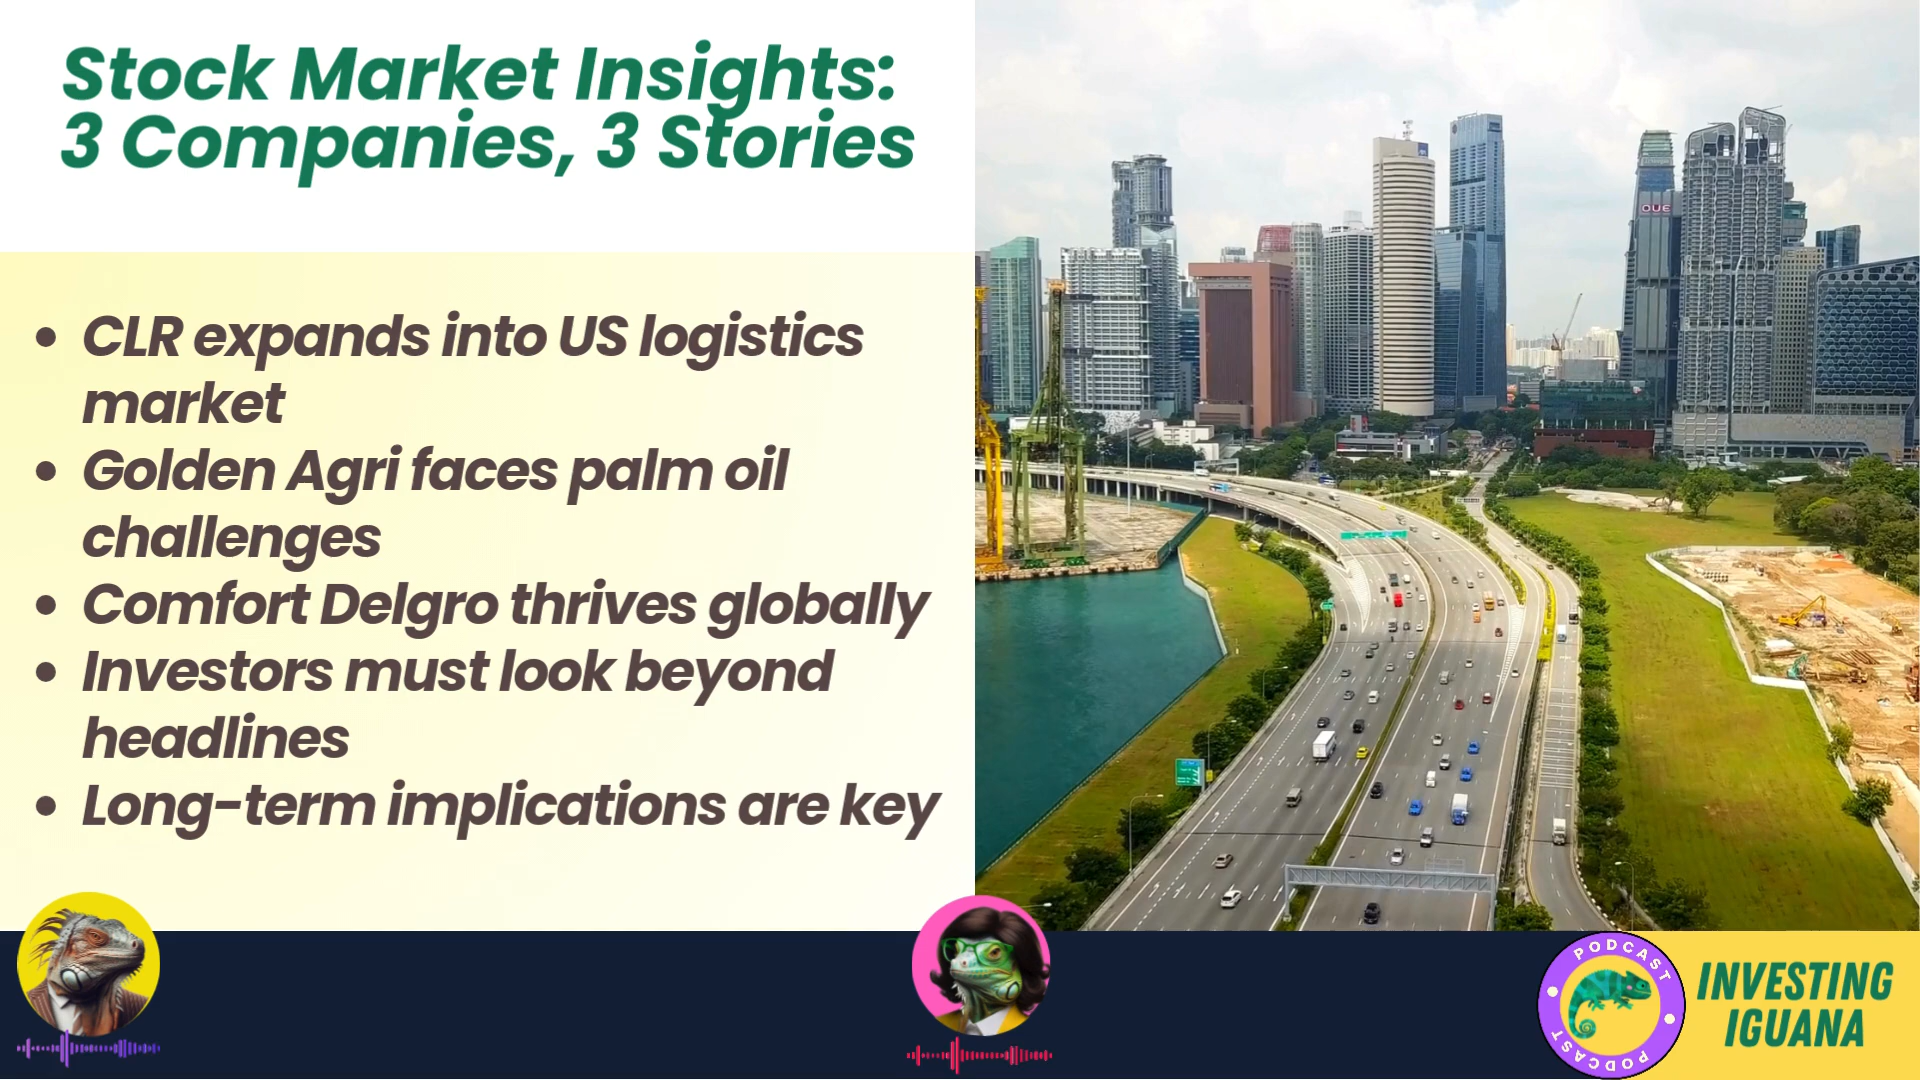 Stock Market Insights:
3 Companies, 3 Stories
• CLR expands into US logistics
market
• Golden Agri faces palm oil
challenges
• Comfort Delgro thrives globally
• Investors must look beyond
headlines
• Long-term implications are key
OUE
PODCAST
PODCAST
INVESTING
IGUANA